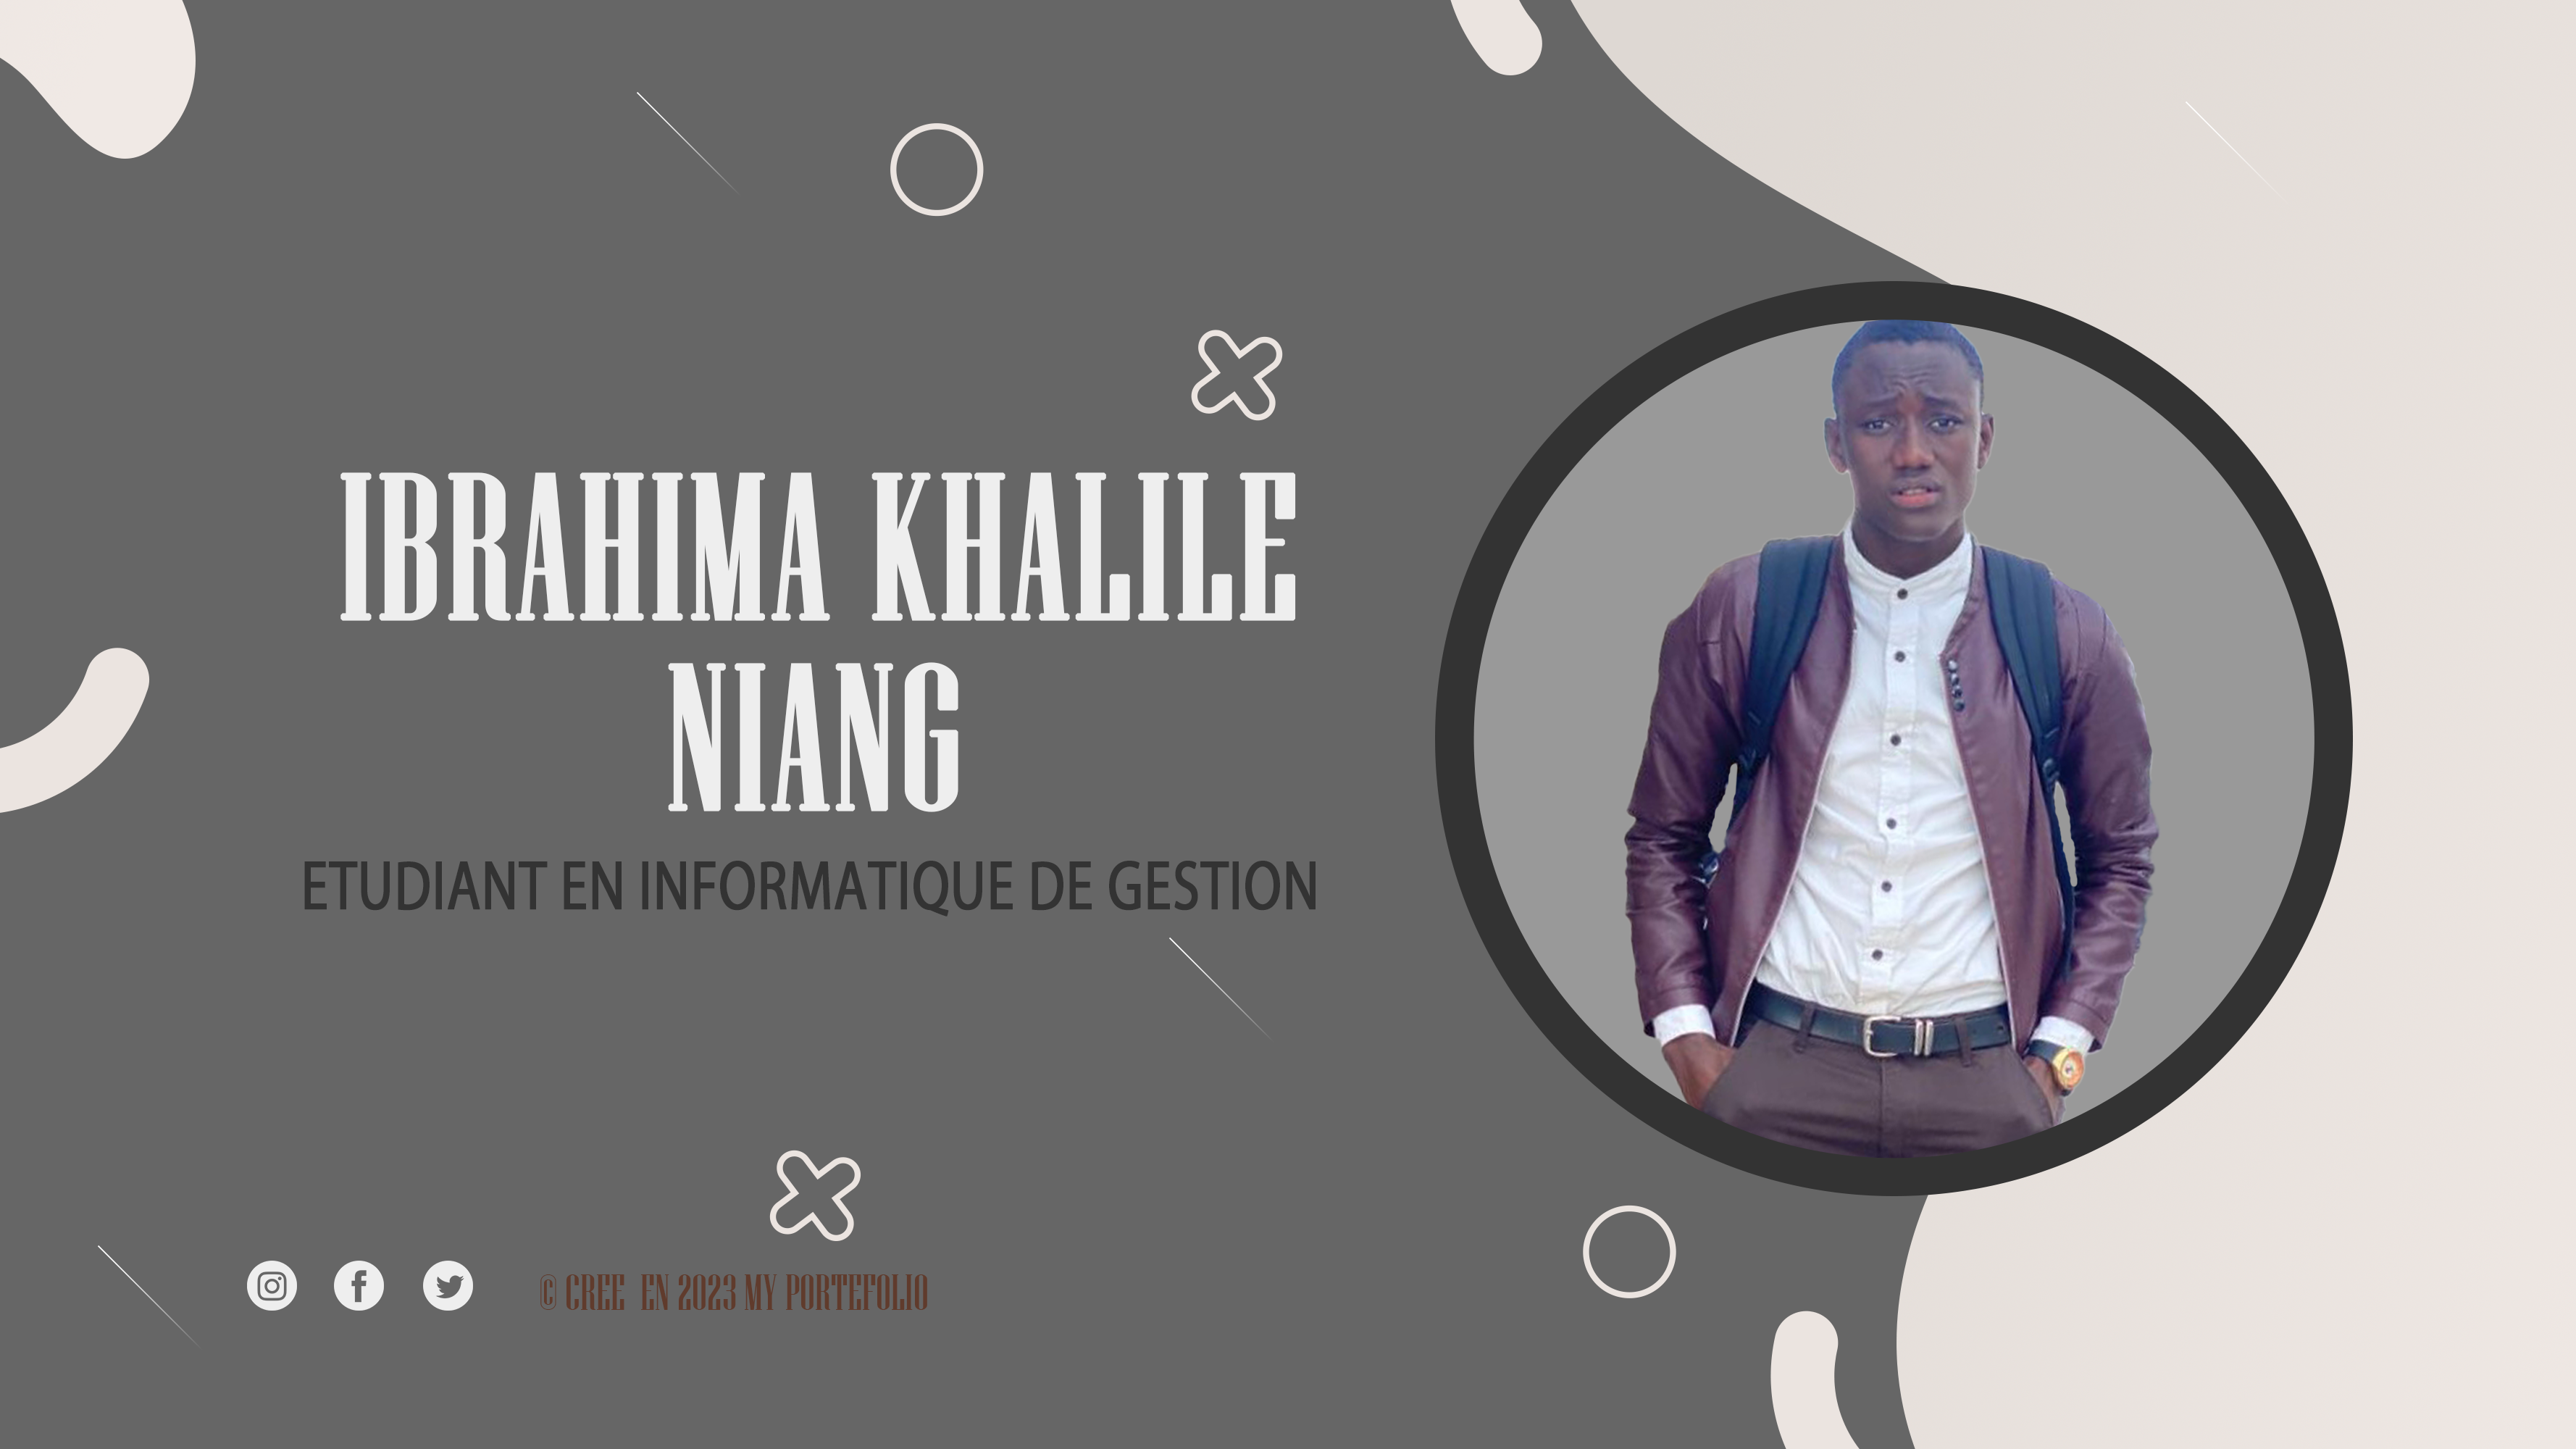 IBRAHIMA KHALILE
NIANG
ETUDIANT EN INFORMATIQUE DE GESTION
© CREE EN 2023 MY PORTEFOLIO